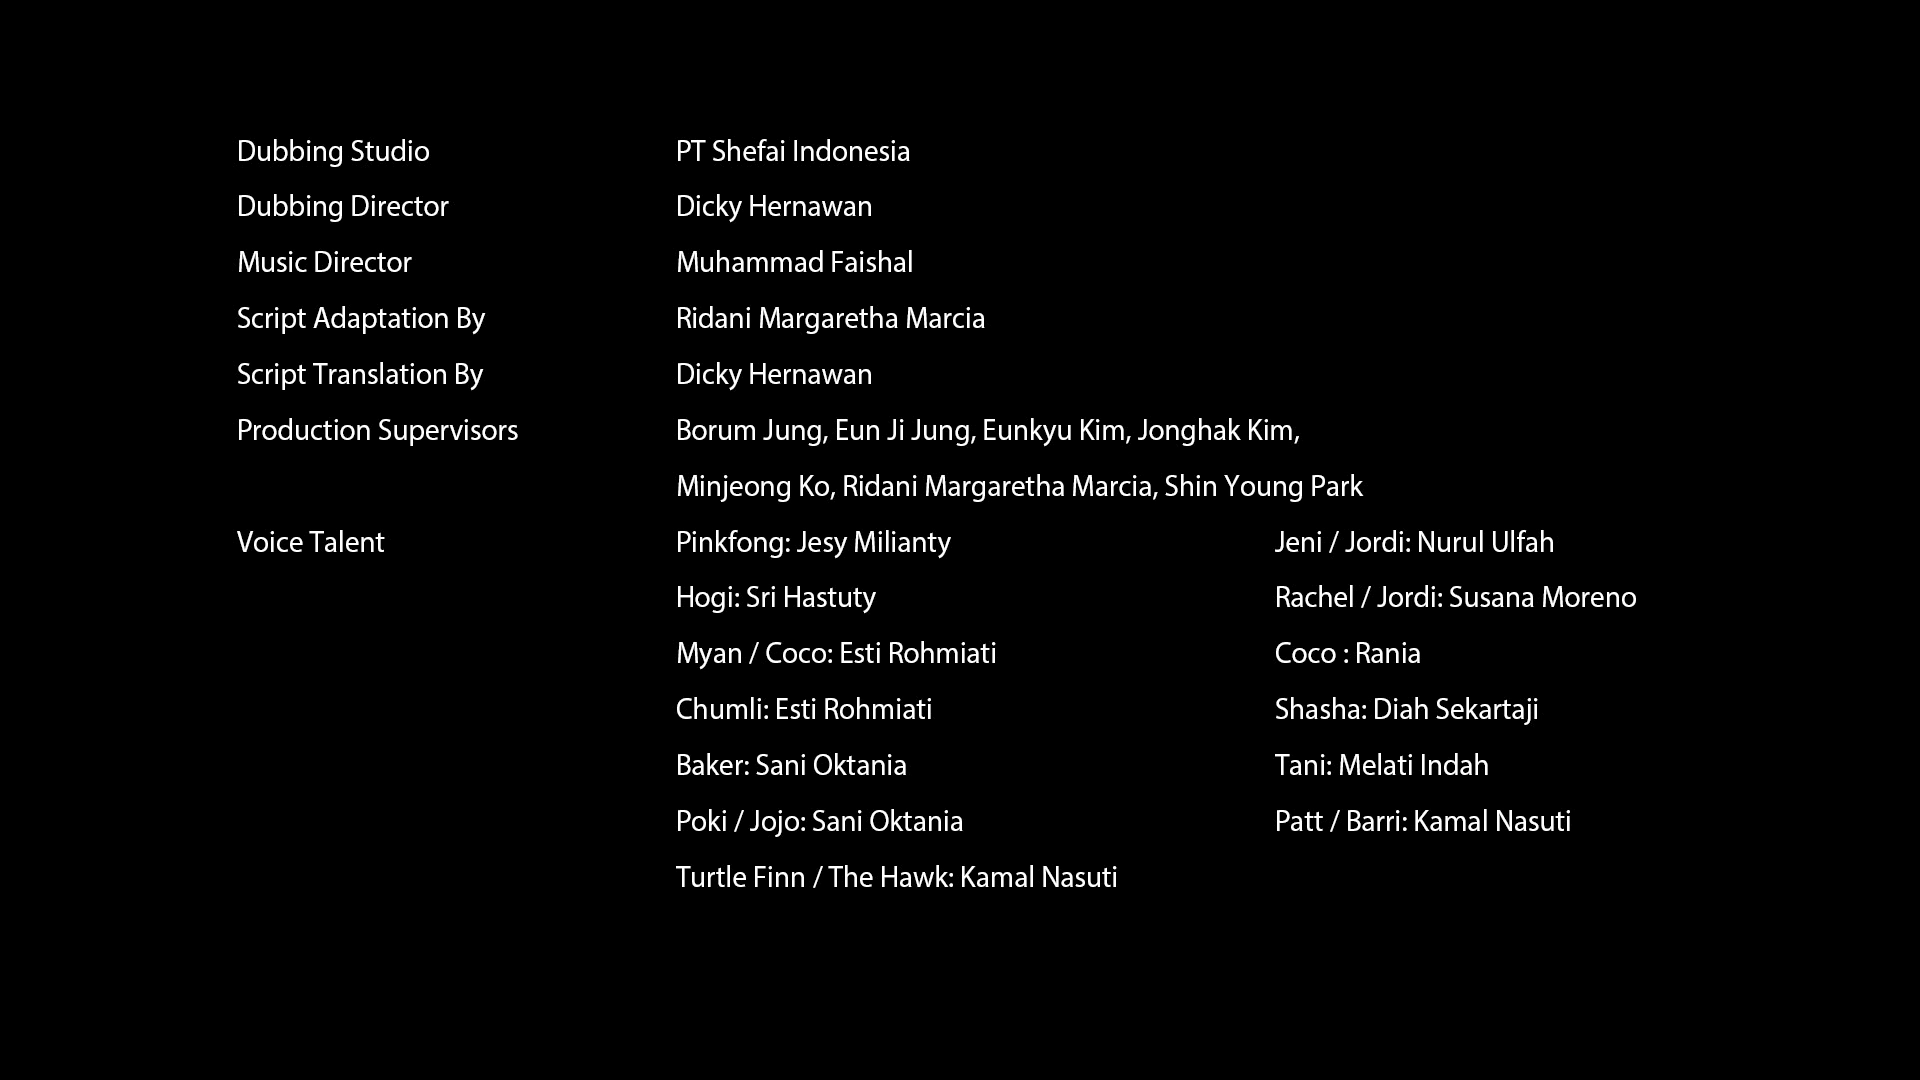 Dubbing Studio PT Shefai Indonesia
Dubbing Director Dicky Hernawan
Music Director Muhammad Faishal
Script Adaptation By Ridani Margaretha Marcia
Script Translation By Dicky Hernawan
Production Supervisors Borum Jung, Eun Ji Jung, Eunkyu Kim, Jonghak Kim,
Minjeong Ko, Ridani Margaretha Marcia, Shin Young Park
Voice Talent Pinkfong: Jesy Milianty Jeni / Jordi: Nurul Ulfah
Hogi: Sri Hastuty Rachel / Jordi: Susana Moreno
Myan / Coco: Esti Rohmiati Coco : Rania
Chumli: Esti Rohmiati Shasha: Diah Sekartaji
Baker: Sani Oktania Tani: Melati Indah
Poki / Jojo: Sani Oktania Patt / Barri: Kamal Nasuti
Turtle Finn / The Hawk: Kamal Nasuti